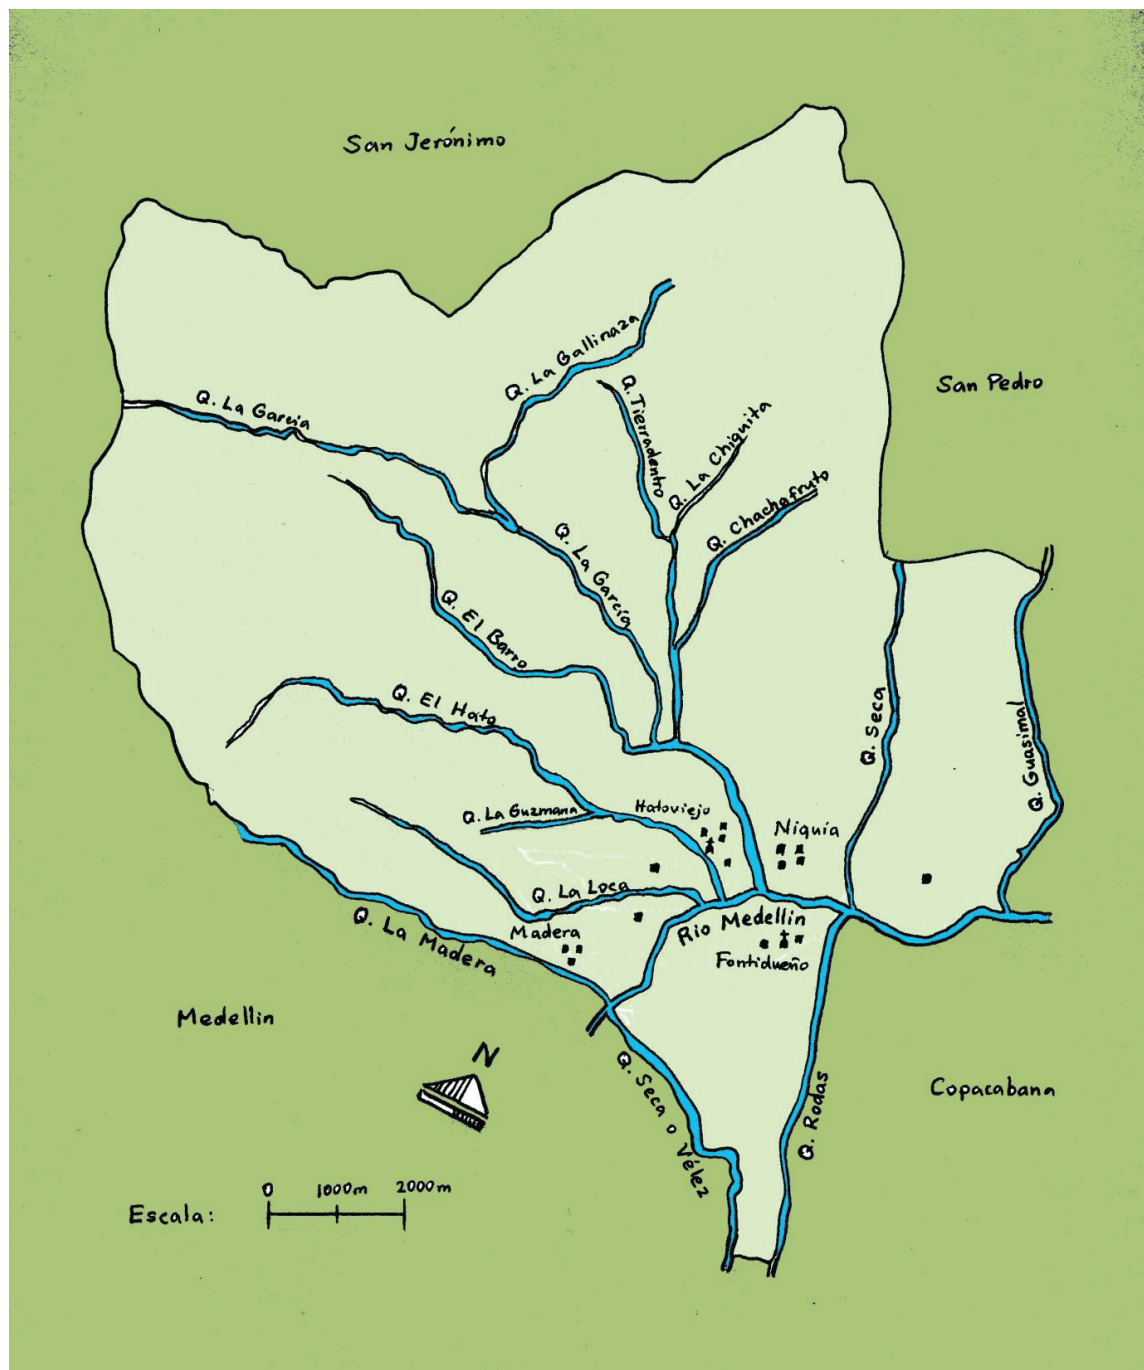 San Jerónimo
San Pedro
Q. La Gallinaza
Q. La García
Q. Tierradentro
Q. La Chiquita
Q. Chachafruto
Q. La García
Q. El Barro
Q. El Hato
Q. Seca
Q. Guasimal
Q. La Guzmana
Hatoviejo
Niquía
Q. La Loca
Madera
Rio Medellin
Fontidueño
Q. La Madera
Medellin
N
Q. Seca o Vélez
Q. Rodas
Copacabana
0 1000m 2000m
Escala: